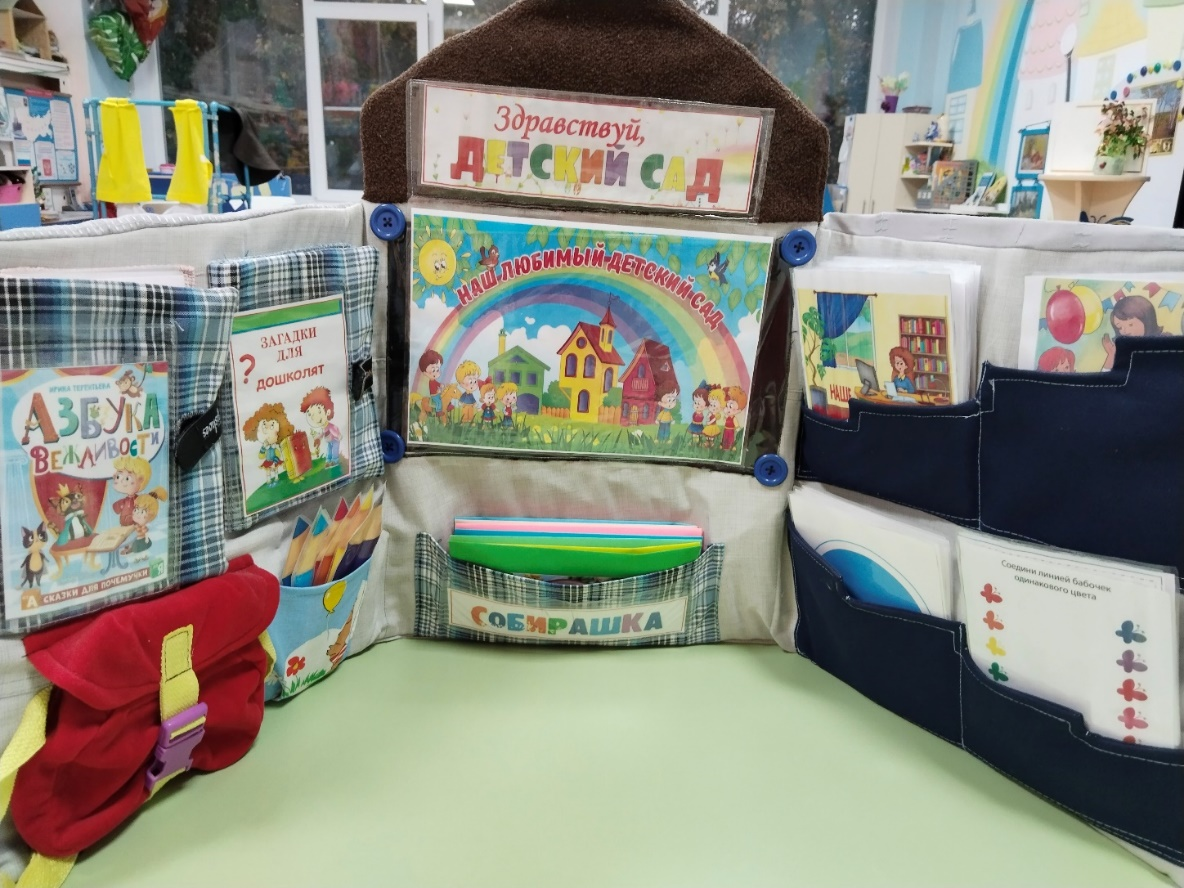 Здравствуй,
ДЕТСКИЙ САД
НАШ ЛЮБИМЫЙ ДЕТСКИЙ САД
ИРИНА ТЕРЕНТЬЕВА
АЗБУКА
ВЕЖЛИВОСТИ
СКАЗКИ ДЛЯ ПОЧЕМУЧКИ
ЗАГАДКИ
ДЛЯ
? ДОШКОЛЯТ
СОБИРАШКА
Соедини линией бабочек
одинакового цвета